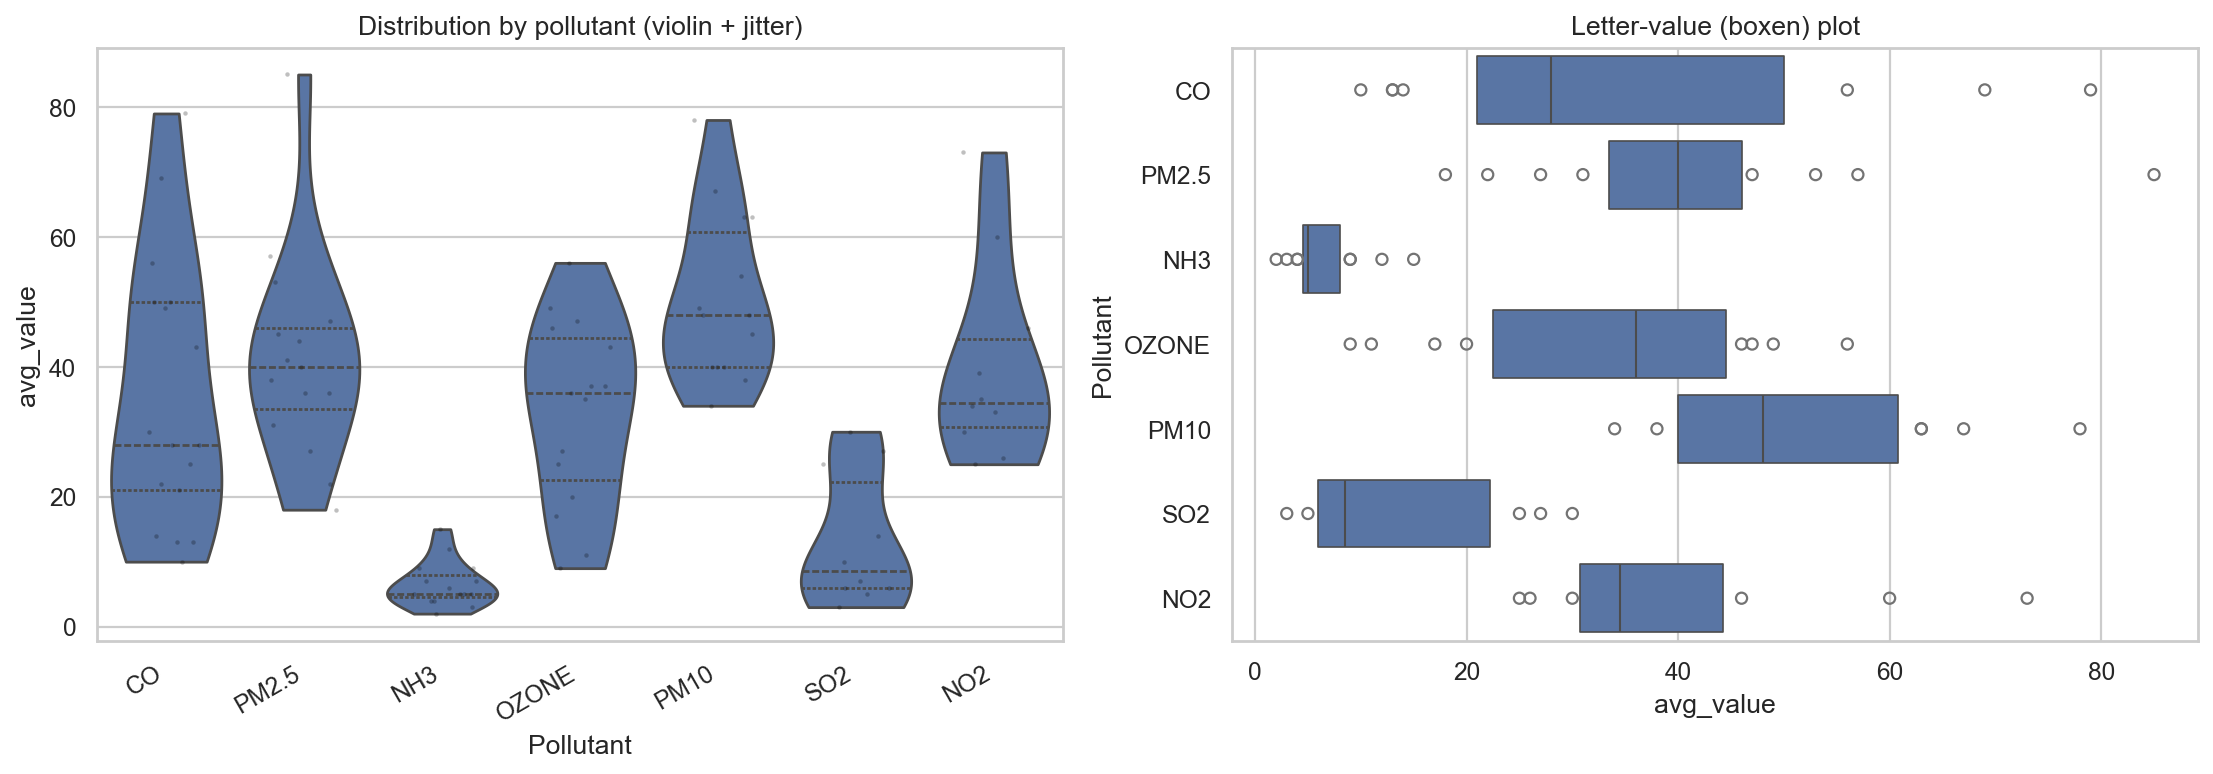 Distribution by pollutant (violin + jitter)
avg_value
80
60
40
20
0
CO
PM2.5
NH3
OZONE
PM10
SO2
NO2
Pollutant
Letter-value (boxen) plot
Pollutant
CO
PM2.5
NH3
OZONE
PM10
SO2
NO2
0
20
40
60
80
avg_value